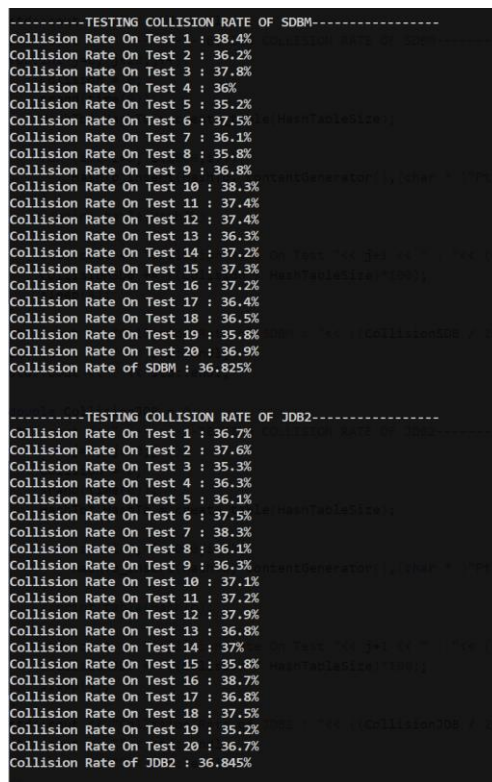 ----------TESTING COLLISION RATE OF SDBM-----------------
Collision Rate On Test 1 : 38.4%
Collision Rate On Test 2 : 36.2%
Collision Rate On Test 3 : 37.8%
Collision Rate On Test 4 : 36%
Collision Rate On Test 5 : 35.2%
Collision Rate On Test 6 : 37.5%
Collision Rate On Test 7 : 36.1%
Collision Rate On Test 8 : 35.8%
Collision Rate On Test 9 : 36.8%
Collision Rate On Test 10 : 38.3%
Collision Rate On Test 11 : 37.4%
Collision Rate On Test 12 : 37.4%
Collision Rate On Test 13 : 36.3%
Collision Rate On Test 14 : 37.2%
Collision Rate On Test 15 : 37.3%
Collision Rate On Test 16 : 37.2%
Collision Rate On Test 17 : 36.4%
Collision Rate On Test 18 : 36.5%
Collision Rate On Test 19 : 35.8%
Collision Rate On Test 20 : 36.9%
Collision Rate of SDBM : 36.825%
----------TESTING COLLISION RATE OF JDB2-----------------
Collision Rate On Test 1 : 36.7%
Collision Rate On Test 2 : 37.6%
Collision Rate On Test 3 : 35.3%
Collision Rate On Test 4 : 36.3%
Collision Rate On Test 5 : 36.1%
Collision Rate On Test 6 : 37.5%
Collision Rate On Test 7 : 38.3%
Collision Rate On Test 8 : 36.1%
Collision Rate On Test 9 : 36.3%
Collision Rate On Test 10 : 37.1%
Collision Rate On Test 11 : 37.2%
Collision Rate On Test 12 : 37.9%
Collision Rate On Test 13 : 36.8%
Collision Rate On Test 14 : 37%
Collision Rate On Test 15 : 35.8%
Collision Rate On Test 16 : 38.7%
Collision Rate On Test 17 : 36.8%
Collision Rate On Test 18 : 37.5%
Collision Rate On Test 19 : 35.2%
Collision Rate On Test 20 : 36.7%
Collision Rate of JDB2 : 36.845%